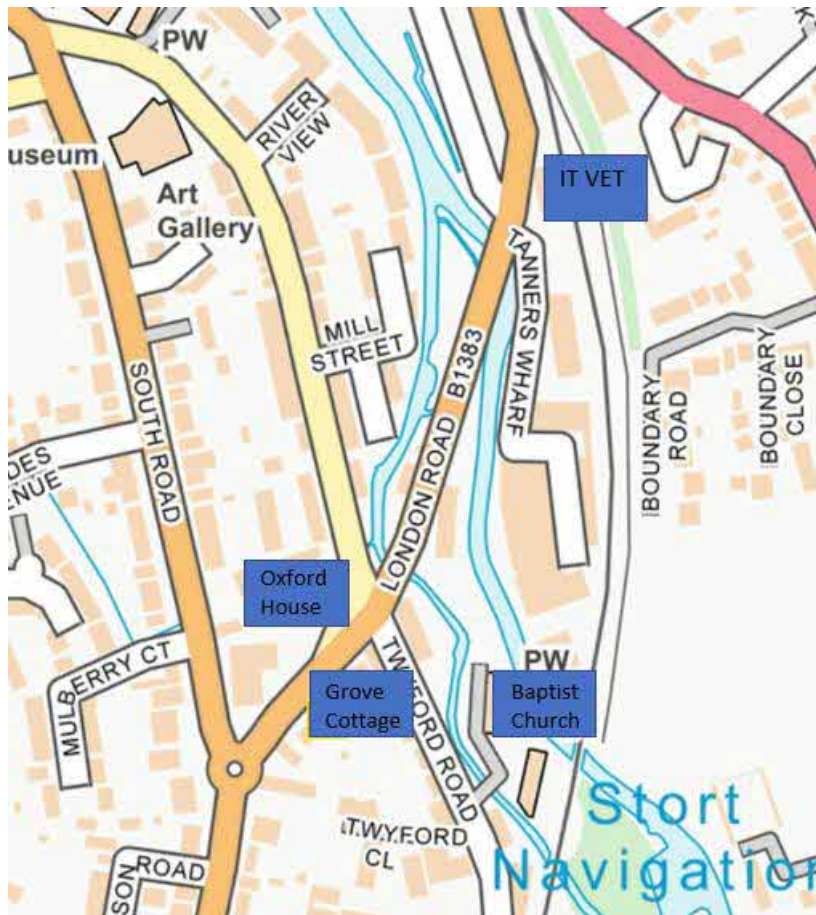 PW
K
RIVER
VIEW
useum
IT VET
Art
Gallery
TANNERS WHARF
MILL
STREET
SOUTH ROAD
LONDON ROAD B1383
BOUNDARY
ROAD
BOUNDARY
CLOSE
DES
ENUE
Oxford
House
MULBERRY CT
PW
Grove
Cottage
TWYFORD ROAD
Baptist
Church
Stort
Navigation
TWYFORD
CL
SON
ROAD